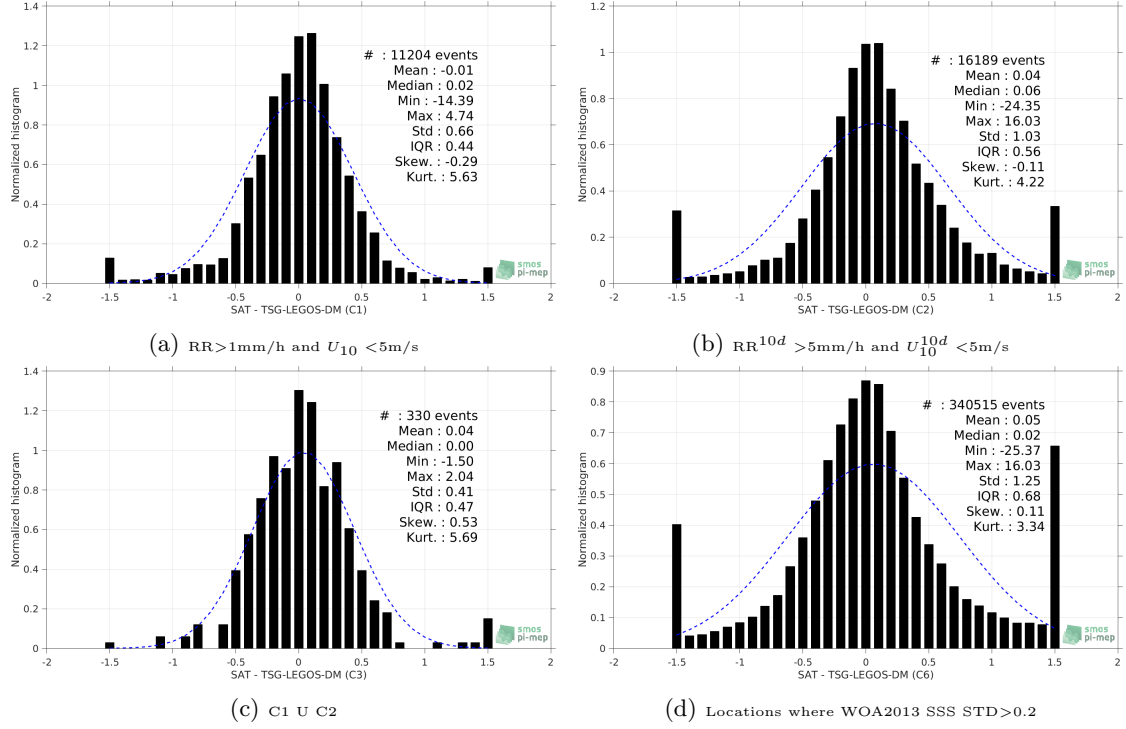 1.4
1.2
1
0.8
0.6
0.4
0.2
0
-2
-1.5
-1
-0.5
0
0.5
1
1.5
2
Normalized histogram
# : 11204 events
Mean : -0.01
Median : 0.02
Min : -14.39
Max : 4.74
Std : 0.66
IQR : 0.44
Skew. : -0.29
Kurt. : 5.63
smos
pi-mep
SAT - TSG-LEGOS-DM (C1)
(a) RR>1mm/h and U10 <5m/s
1.2
1
0.8
0.6
0.4
0.2
0
-2
-1.5
-1
-0.5
0
0.5
1
1.5
2
Normalized histogram
# : 16189 events
Mean : 0.04
Median : 0.06
Min : -24.35
Max : 16.03
Std : 1.03
IQR : 0.56
Skew. : -0.11
Kurt. : 4.22
smos
pi-mep
SAT - TSG-LEGOS-DM (C2)
(b) RR10d >5mm/h and U10d10 <5m/s
1.4
1.2
1
0.8
0.6
0.4
0.2
0
-2
-1.5
-1
-0.5
0
0.5
1
1.5
2
Normalized histogram
# : 330 events
Mean : 0.04
Median : 0.00
Min : -1.50
Max : 2.04
Std : 0.41
IQR : 0.47
Skew. : 0.53
Kurt. : 5.69
smos
pi-mep
SAT - TSG-LEGOS-DM (C3)
(c) C1 U C2
0.9
0.8
0.7
0.6
0.5
0.4
0.3
0.2
0.1
0
-2
-1.5
-1
-0.5
0
0.5
1
1.5
2
Normalized histogram
# : 340515 events
Mean : 0.05
Median : 0.02
Min : -25.37
Max : 16.03
Std : 1.25
IQR : 0.68
Skew. : 0.11
Kurt. : 3.34
smos
pi-mep
SAT - TSG-LEGOS-DM (C6)
(d) Locations where WOA2013 SSS STD>0.2